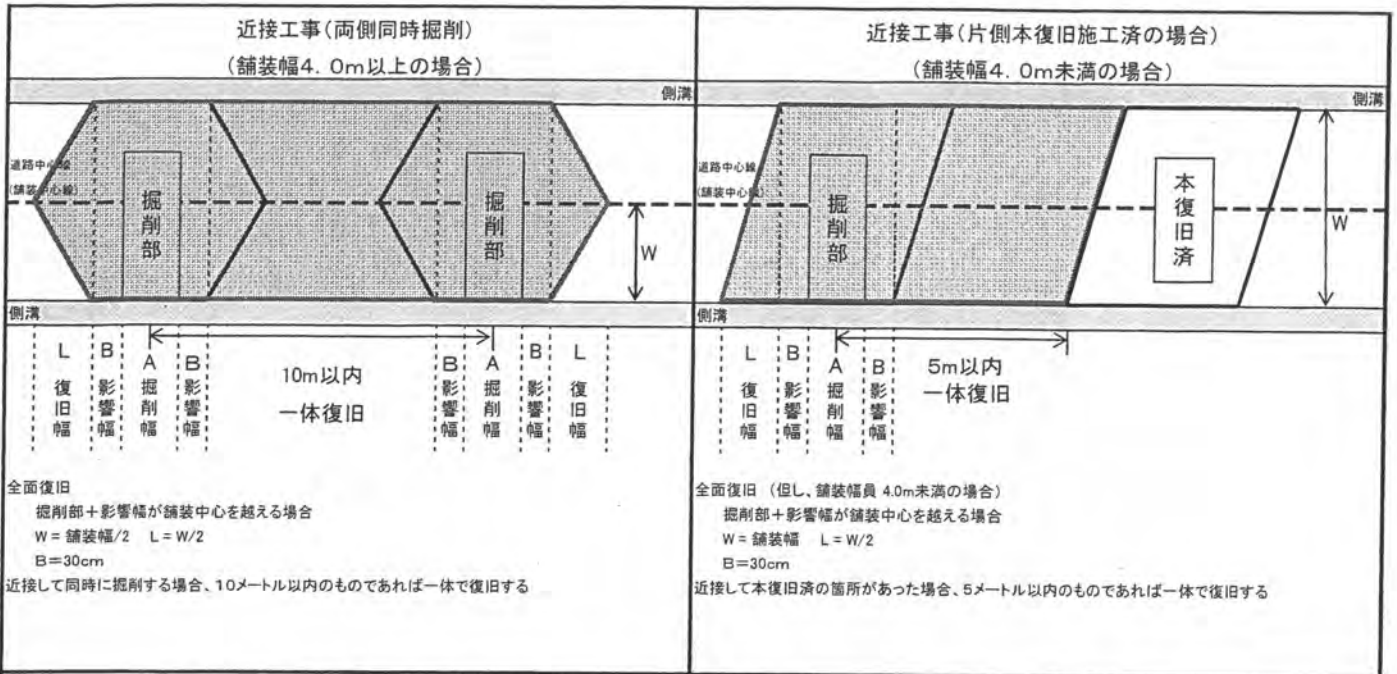 近接工事(両側同時掘削)
(舗装幅4. 0m以上の場合)
側溝
道路中心線
(舗装中心線)
掘削部
掘削部
W
側溝
L
復旧幅
B
影響幅
A
掘削幅
B
影響幅
10m以内
一体復旧
B
影響幅
A
掘削幅
B
影響幅
L
復旧幅
全面復旧
掘削部+影響幅が舗装中心を越える場合
W = 舗装幅/2 L = W/2
B=30cm
近接して同時に掘削する場合、10メートル以内のものであれば一体で復旧する
近接工事(片側本復旧施工済の場合)
(舗装幅4. 0m未満の場合)
側溝
道路中心線
(舗装中心線)
掘削部
本復旧済
W
側溝
L
復旧幅
B
影響幅
A
掘削幅
B
影響幅
5m以内
一体復旧
全面復旧 (但し、舗装幅員 4.0m未満の場合)
掘削部+影響幅が舗装中心を越える場合
W = 舗装幅 L = W/2
B=30cm
近接して本復旧済の箇所があった場合、5メートル以内のものであれば一体で復旧する